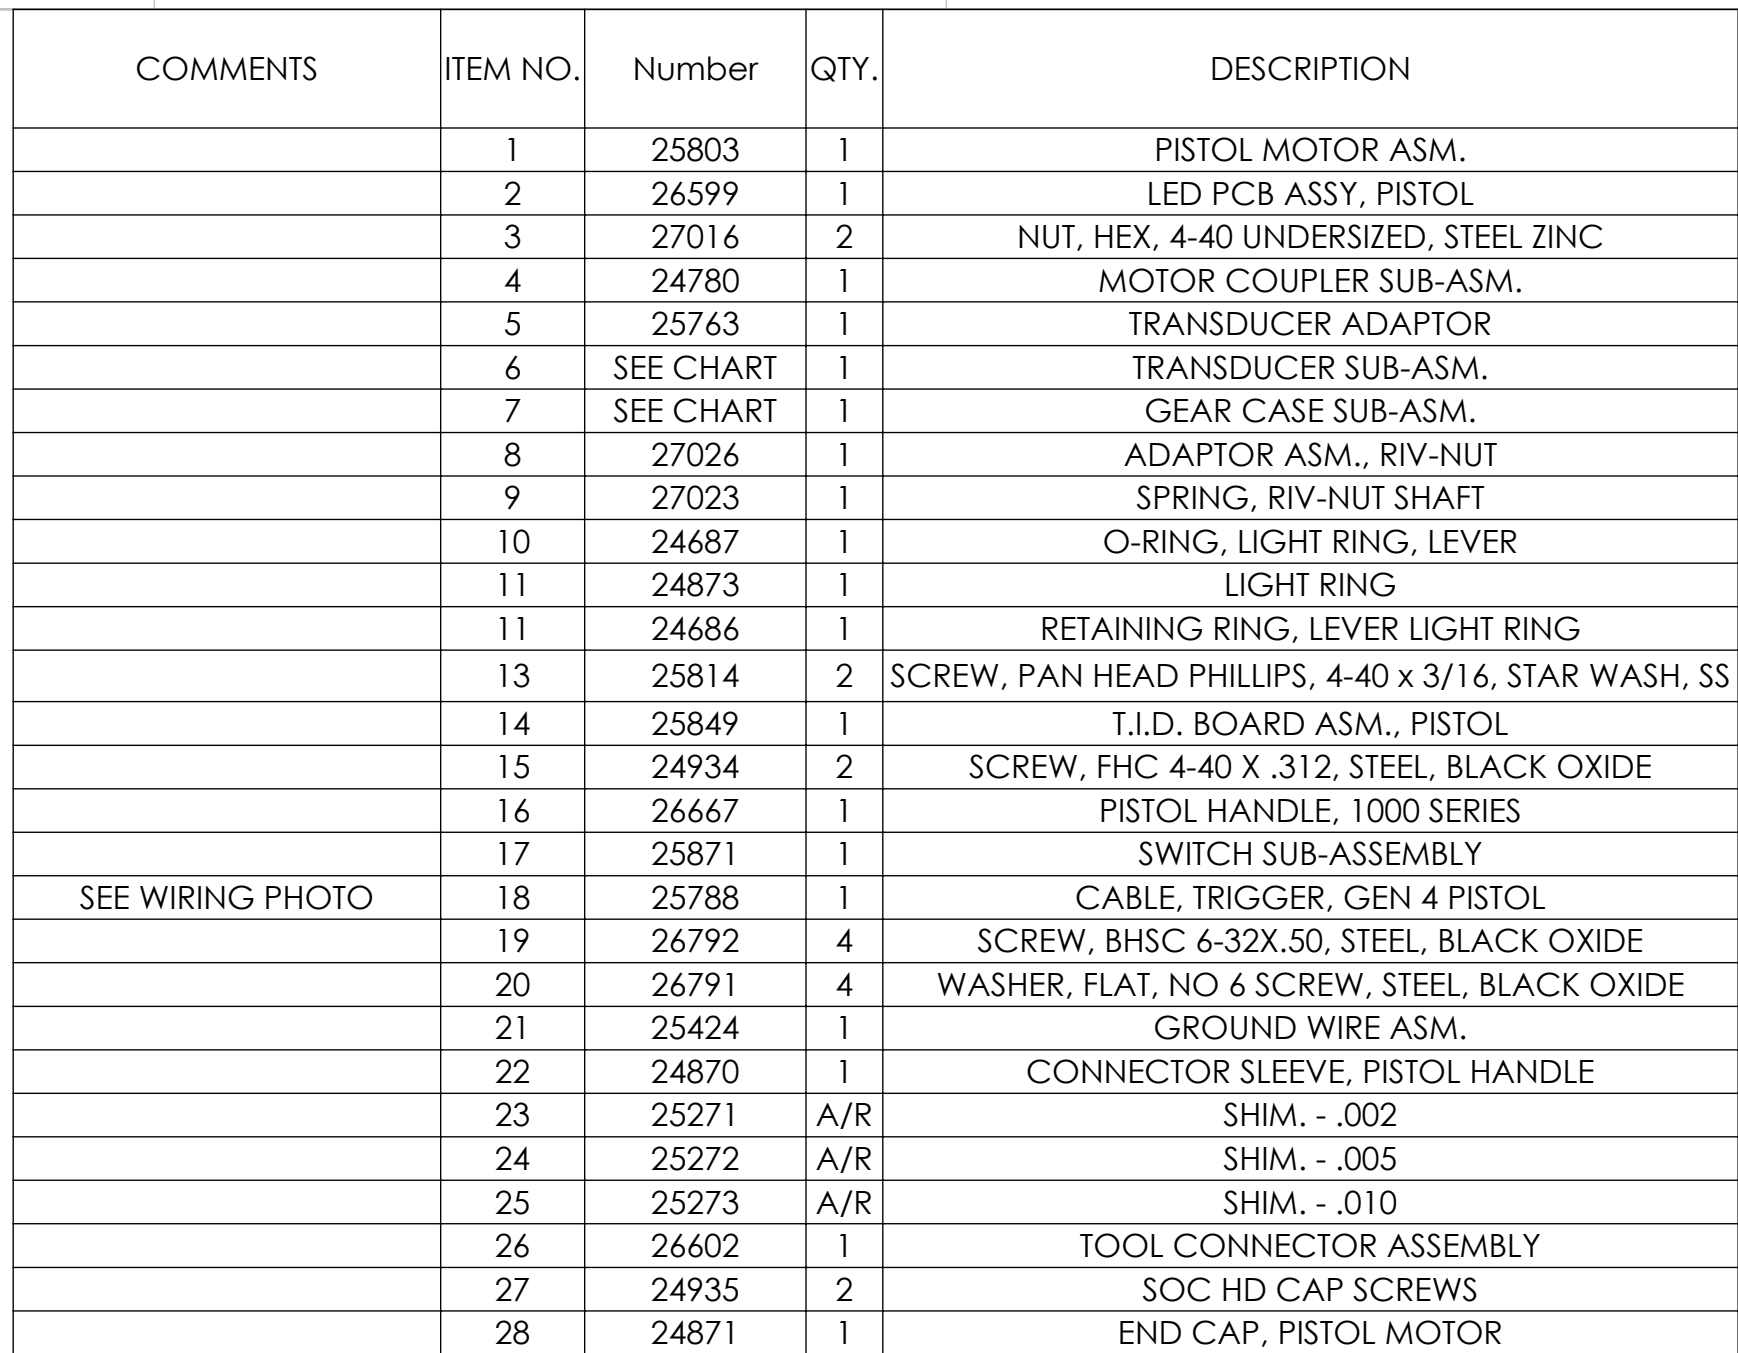 COMMENTS ITEM NO. Number QTY. DESCRIPTION
1 25803 1 PISTOL MOTOR ASM.
2 26599 1 LED PCB ASSY, PISTOL
3 27016 2 NUT, HEX, 4-40 UNDERSIZED, STEEL ZINC
4 24780 1 MOTOR COUPLER SUB-ASM.
5 25763 1 TRANSDUCER ADAPTOR
6 SEE CHART 1 TRANSDUCER SUB-ASM.
7 SEE CHART 1 GEAR CASE SUB-ASM.
8 27026 1 ADAPTOR ASM., RIV-NUT
9 27023 1 SPRING, RIV-NUT SHAFT
10 24687 1 O-RING, LIGHT RING, LEVER
11 24873 1 LIGHT RING
11 24686 1 RETAINING RING, LEVER LIGHT RING
13 25814 2 SCREW, PAN HEAD PHILLIPS, 4-40 x 3/16, STAR WASH, SS
14 25849 1 T.I.D. BOARD ASM., PISTOL
15 24934 2 SCREW, FHC 4-40 X .312, STEEL, BLACK OXIDE
16 26667 1 PISTOL HANDLE, 1000 SERIES
17 25871 1 SWITCH SUB-ASSEMBLY
SEE WIRING PHOTO 18 25788 1 CABLE, TRIGGER, GEN 4 PISTOL
19 26792 4 SCREW, BHSC 6-32X.50, STEEL, BLACK OXIDE
20 26791 4 WASHER, FLAT, NO 6 SCREW, STEEL, BLACK OXIDE
21 25424 1 GROUND WIRE ASM.
22 24870 1 CONNECTOR SLEEVE, PISTOL HANDLE
23 25271 A/R SHIM. - .002
24 25272 A/R SHIM. - .005
25 25273 A/R SHIM. - .010
26 26602 1 TOOL CONNECTOR ASSEMBLY
27 24935 2 SOC HD CAP SCREWS
28 24871 1 END CAP, PISTOL MOTOR